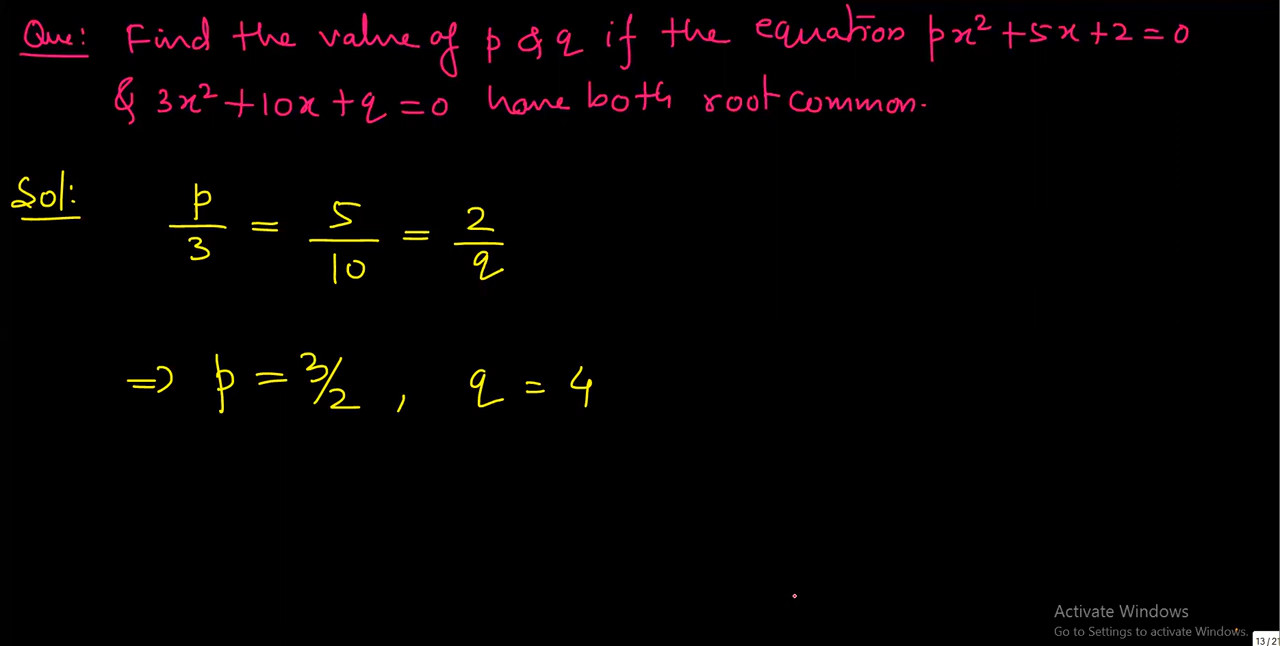 Que: Find the value of p & q if the equation px²+5x+2=0
& 3x²+10x+q=0 have both root common.
Sol: p/3 = 5/10 = 2/q
⇒ p = 3/2, q = 4
Activate Windows
Go to Settings to activate Windows.
13/21